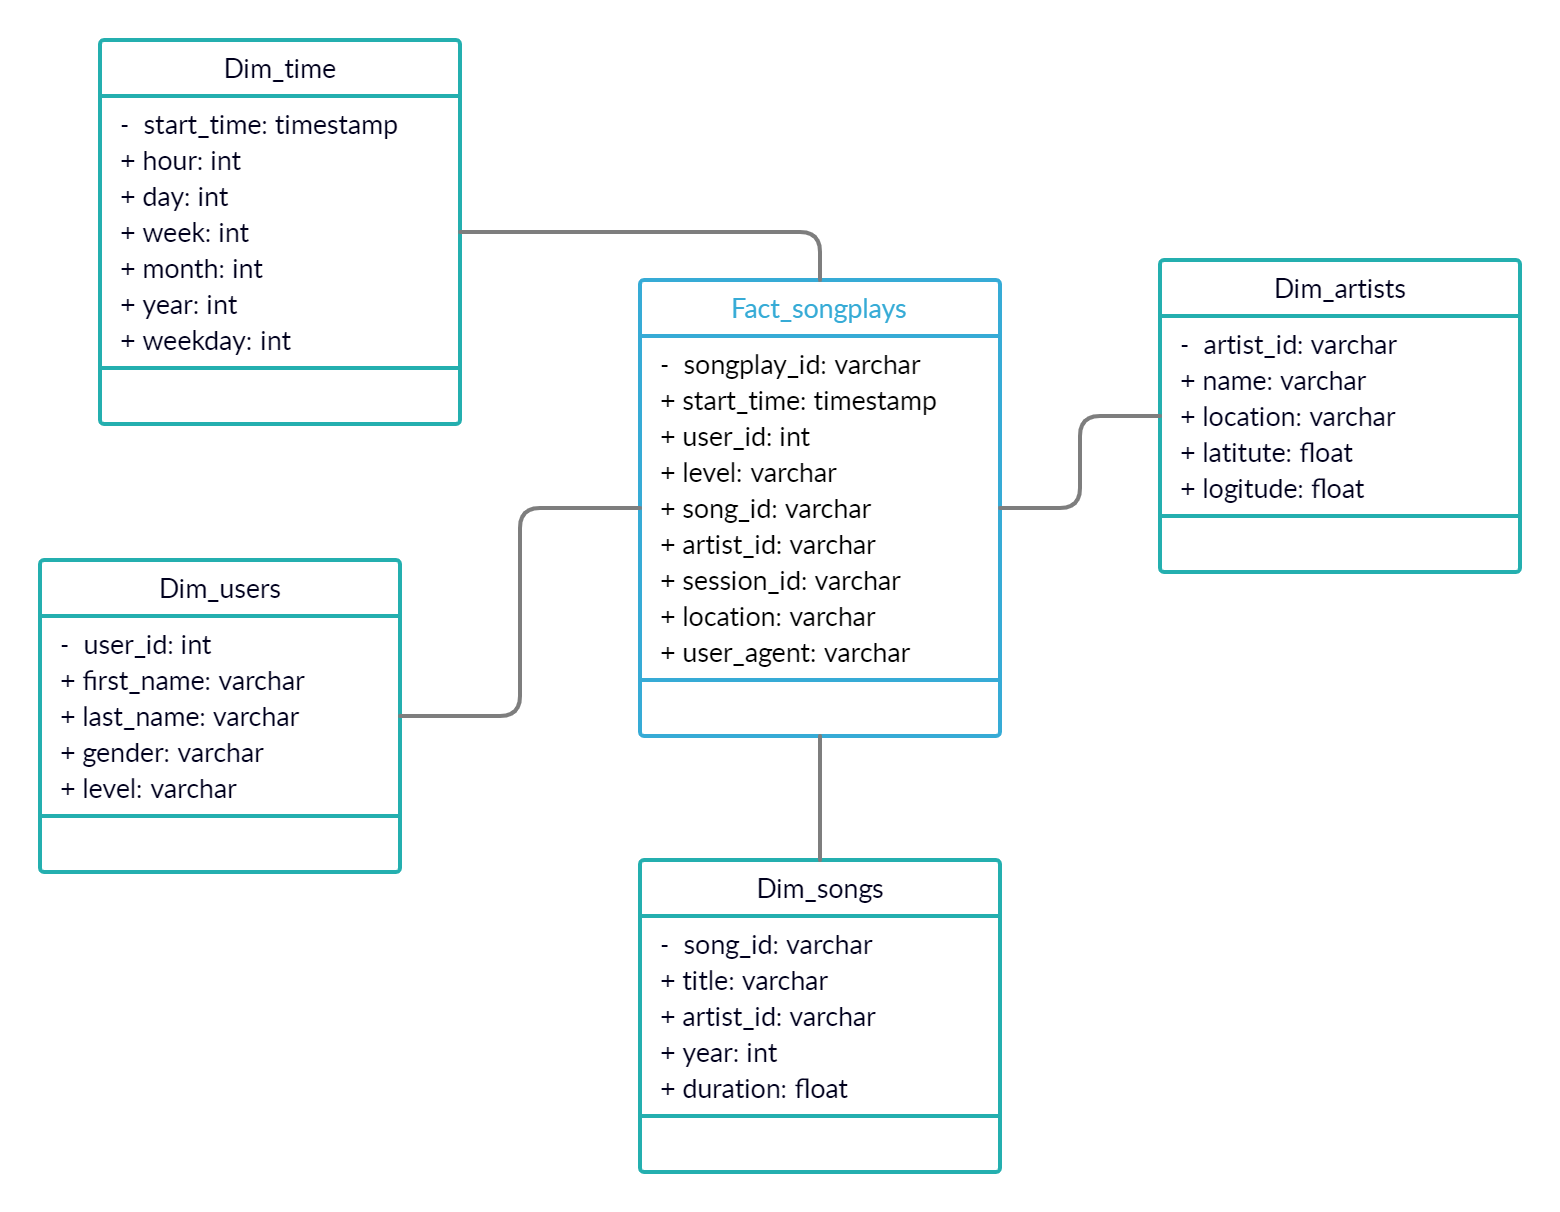 Dim_time
- start_time: timestamp
+ hour: int
+ day: int
+ week: int
+ month: int
+ year: int
+ weekday: int
Fact_songplays
- songplay_id: varchar
+ start_time: timestamp
+ user_id: int
+ level: varchar
+ song_id: varchar
+ artist_id: varchar
+ session_id: varchar
+ location: varchar
+ user_agent: varchar
Dim_artists
- artist_id: varchar
+ name: varchar
+ location: varchar
+ latitute: float
+ logitude: float
Dim_users
- user_id: int
+ first_name: varchar
+ last_name: varchar
+ gender: varchar
+ level: varchar
Dim_songs
- song_id: varchar
+ title: varchar
+ artist_id: varchar
+ year: int
+ duration: float